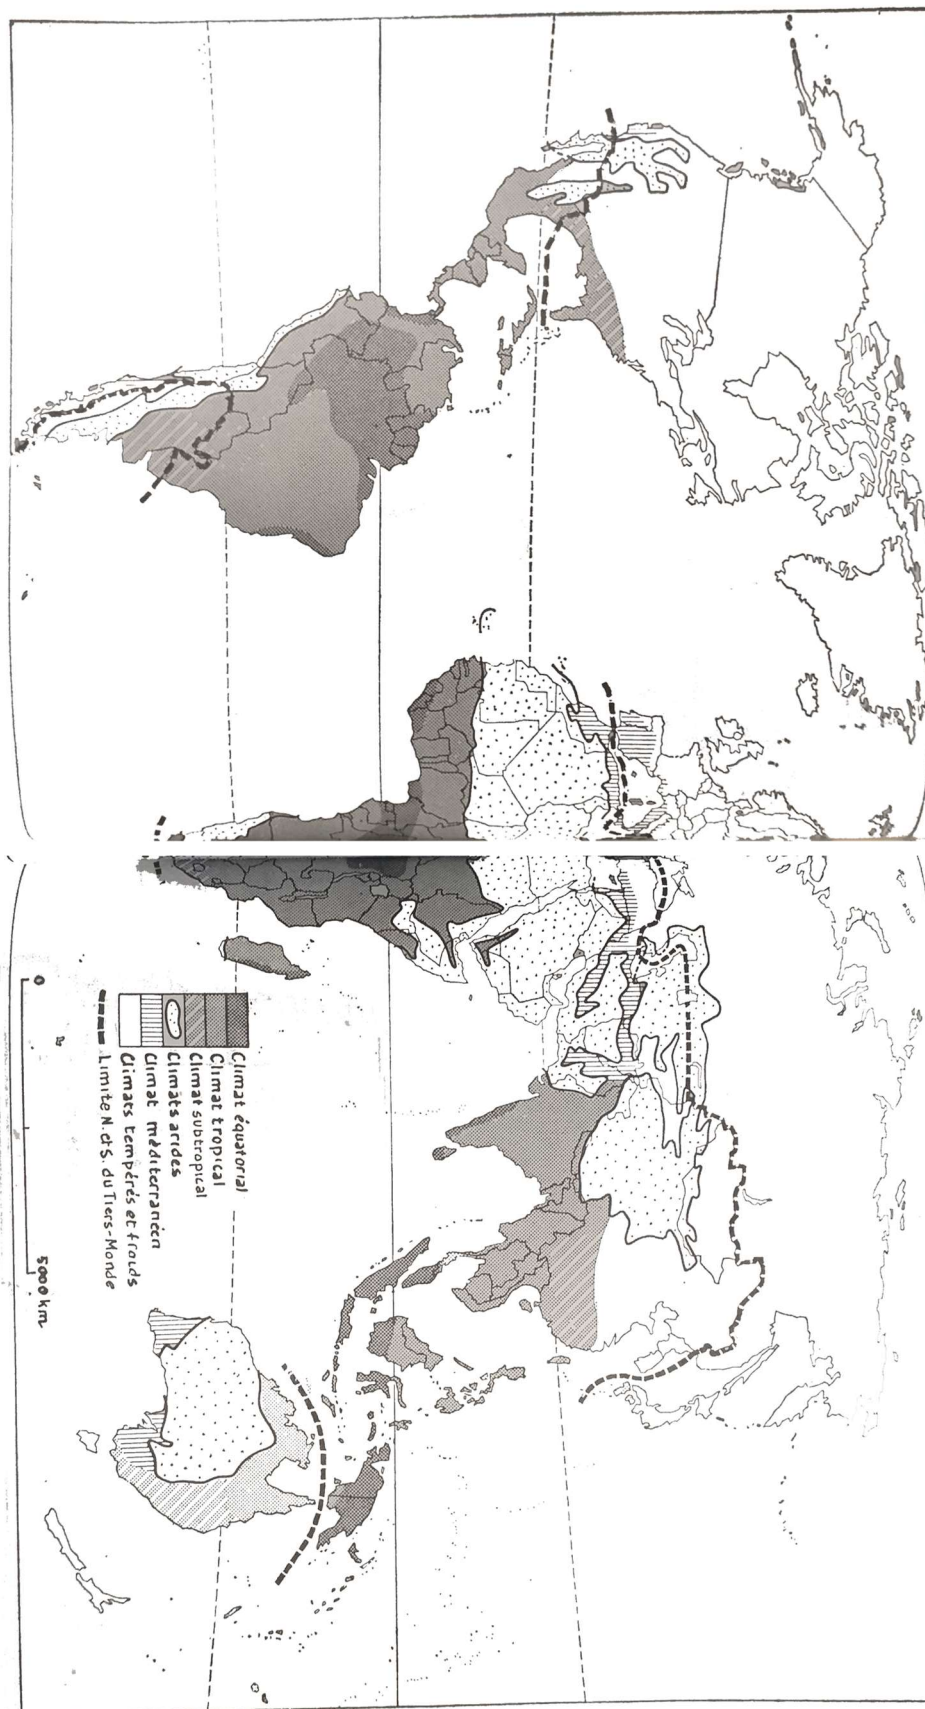 Climat équatorial
Climat tropical
Climat subtropical
Climats arides
Climat méditerranéen
Climats tempérés et froids
Limite N. et S. du Tiers-Monde
0 5000 km